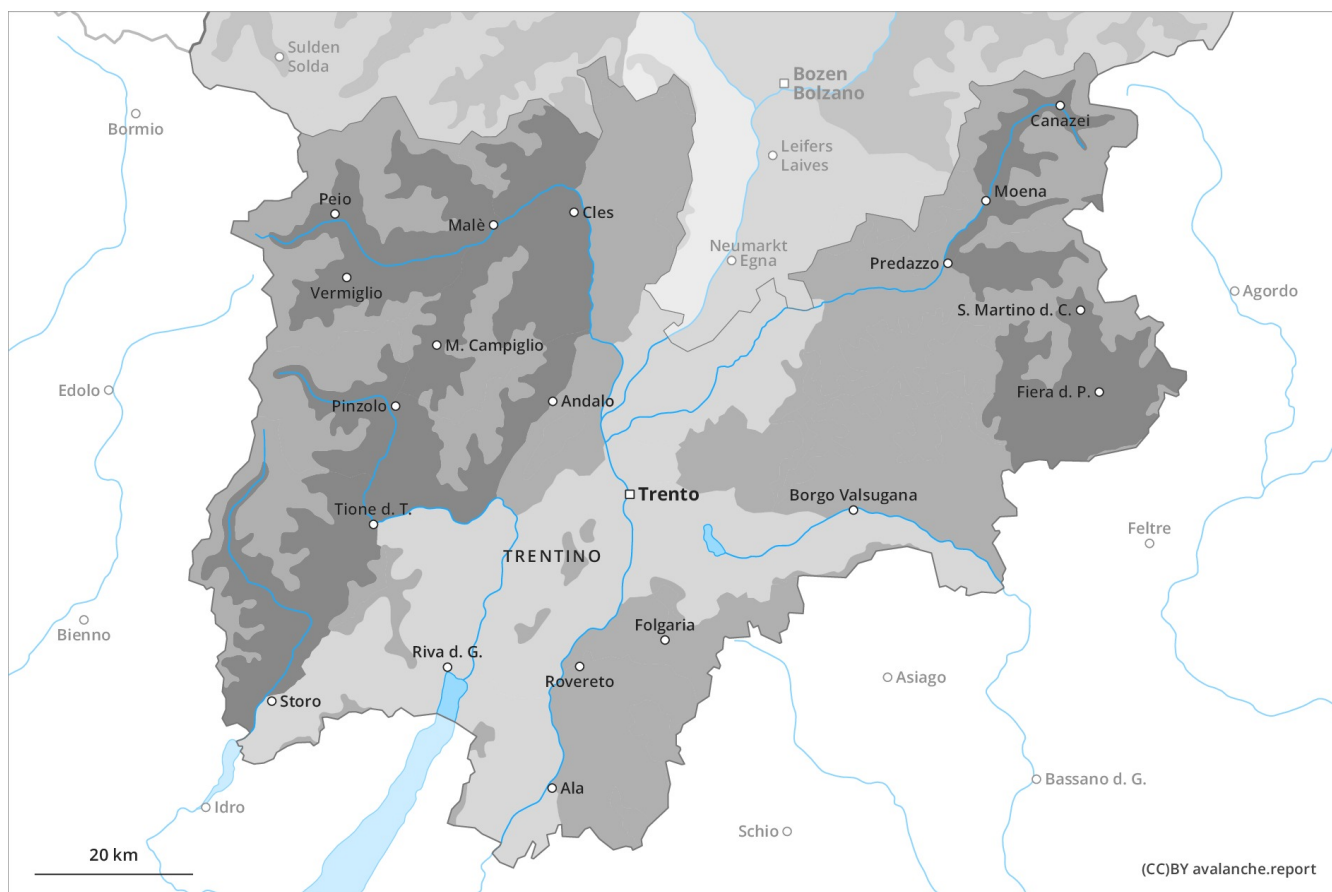 Sulden
Solda
Bozen
Bolzano
Bormio
Canazei
Leifers
Laives
Peio
Moena
Malè
Cles
Neumarkt
Egna
Predazzo
Vermiglio
Agordo
S. Martino d. C.
M. Campiglio
Edolo
Fiera d. P.
Andalo
Pinzolo
Trento
Borgo Valsugana
Tione d. T.
Feltre
TRENTINO
Bienno
Folgaria
Riva d. G.
Rovereto
Asiago
Storo
Bassano d. G.
Ala
Idro
Schio
20 km
(CC)BY avalanche.report